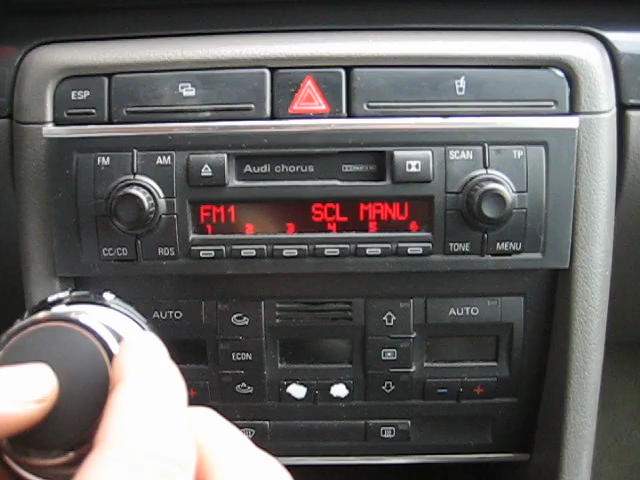 ESP
FM AM
Audi chorus
SCAN TP
FM1 SCL MANU
1 2 3 4 5 6
CC/CD RDS
TONE MENU
AUTO
AUTO
ECON